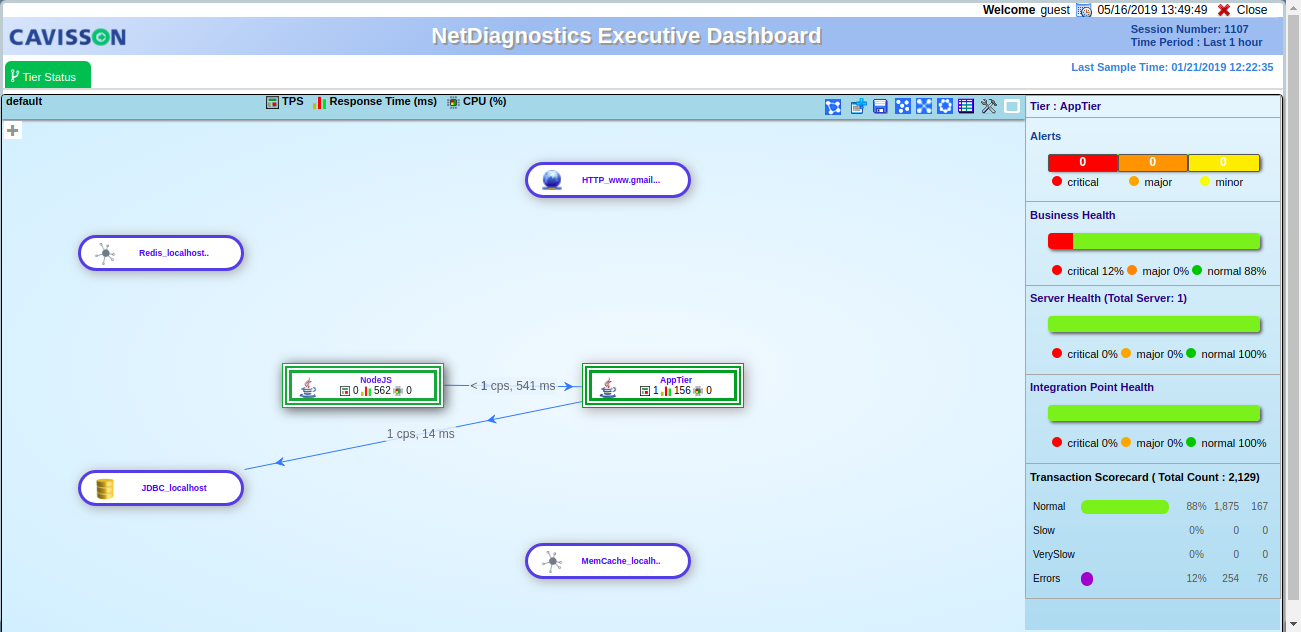 Welcome guest 05/16/2019 13:49:49 Close
CAVISSON
NetDiagnostics Executive Dashboard
Session Number: 1107
Time Period : Last 1 hour
Tier Status
Last Sample Time: 01/21/2019 12:22:35
default
TPS Response Time (ms) CPU (%)
HTTP_www.gmail...
Redis_localhost..
NodeJS
0 562 0
< 1 cps, 541 ms
AppTier
1 156 0
1 cps, 14 ms
JDBC_localhost
MemCache_localh..
Tier : AppTier
Alerts
0 0 0
critical major minor
Business Health
critical 12% major 0% normal 88%
Server Health (Total Server: 1)
critical 0% major 0% normal 100%
Integration Point Health
critical 0% major 0% normal 100%
Transaction Scorecard ( Total Count : 2,129)
Normal 88% 1,875 167
Slow 0% 0 0
VerySlow 0% 0 0
Errors 12% 254 76